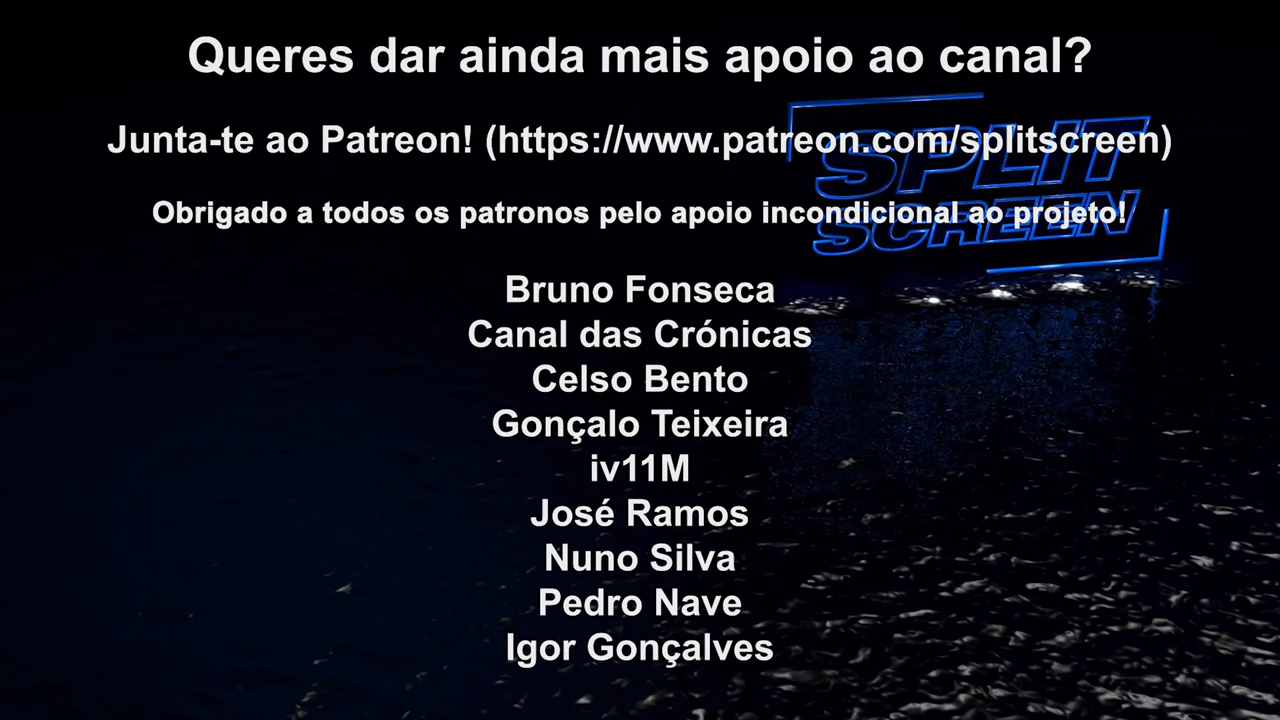 Queres dar ainda mais apoio ao canal?
Junta-te ao Patreon! (https://www.patreon.com/splitscreen)
SPLIT
SCREEN
Obrigado a todos os patronos pelo apoio incondicional ao projeto!
Bruno Fonseca
Canal das Crónicas
Celso Bento
Gonçalo Teixeira
iv11M
José Ramos
Nuno Silva
Pedro Nave
Igor Gonçalves